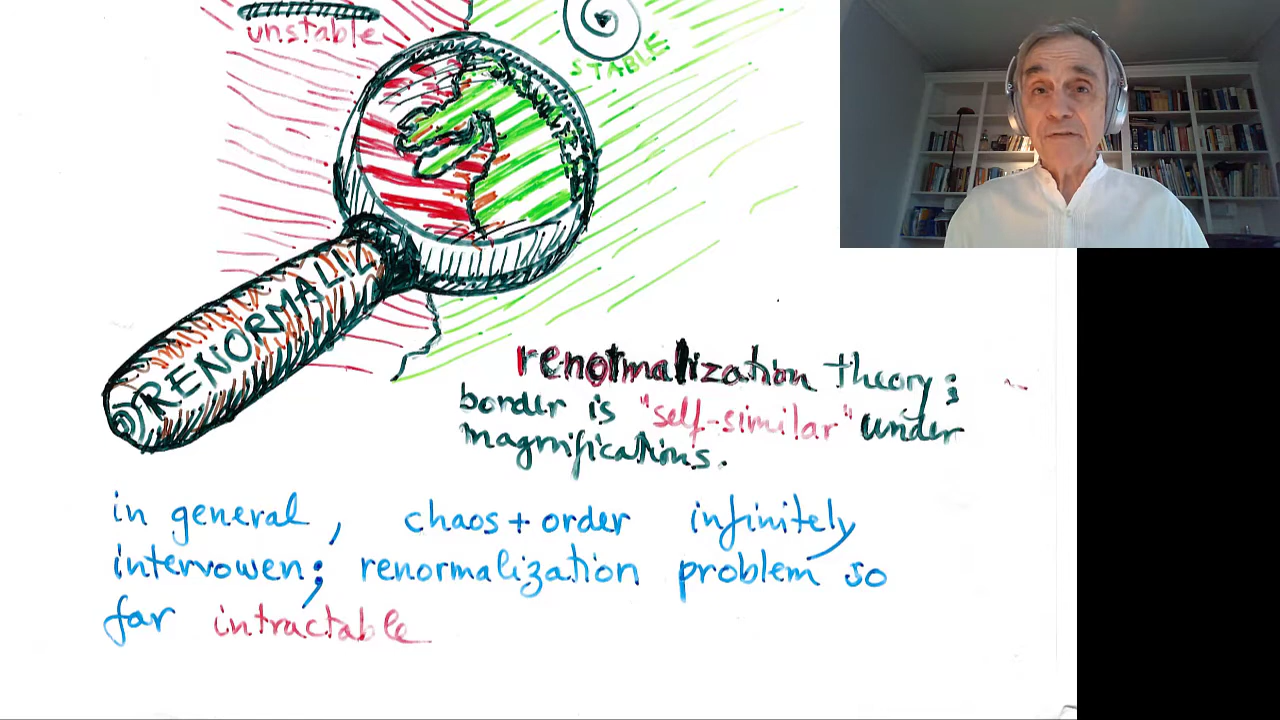 unstable
STABLE
RENORMALIZ
renormalization theory:
border is "self-similar" under
magnifications.
in general, chaos + order infinitely
intervowen; renormalization problem so
far intractable